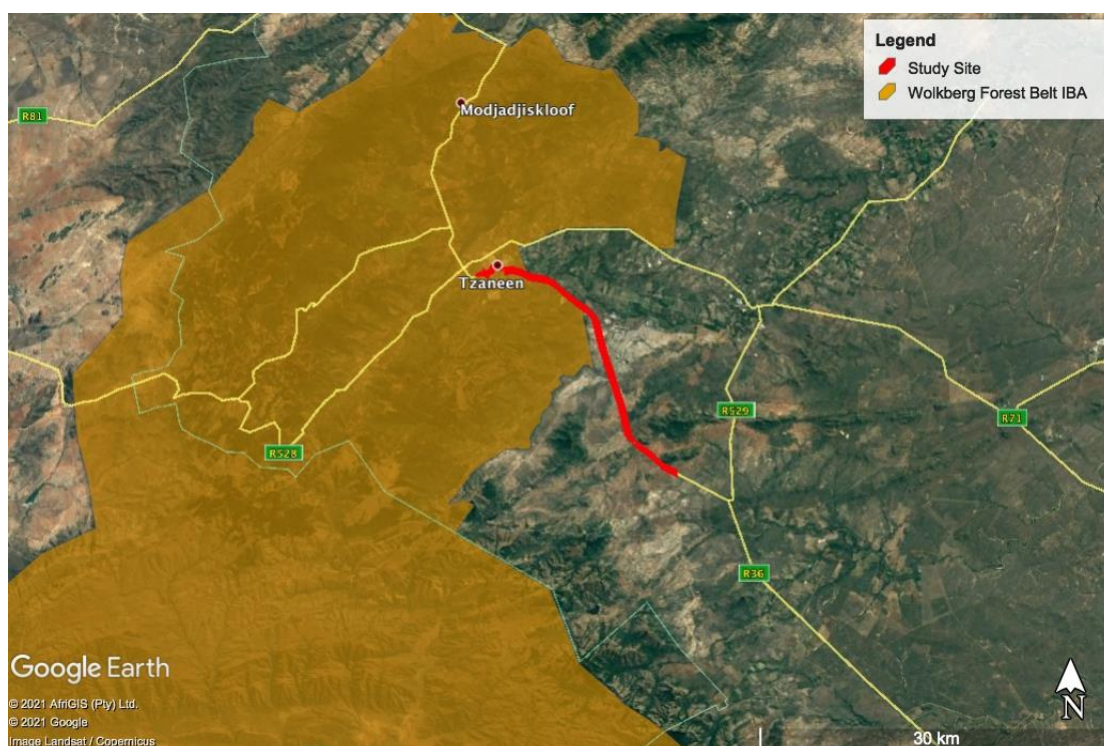 Legend
Study Site
Wolkberg Forest Belt IBA
R81
Modjadjiskloof
Tzaneen
R529
R71
R528
R36
Google Earth
© 2021 AfriGIS (Pty) Ltd.
© 2021 Google
Image Landsat / Copernicus
N
30 km